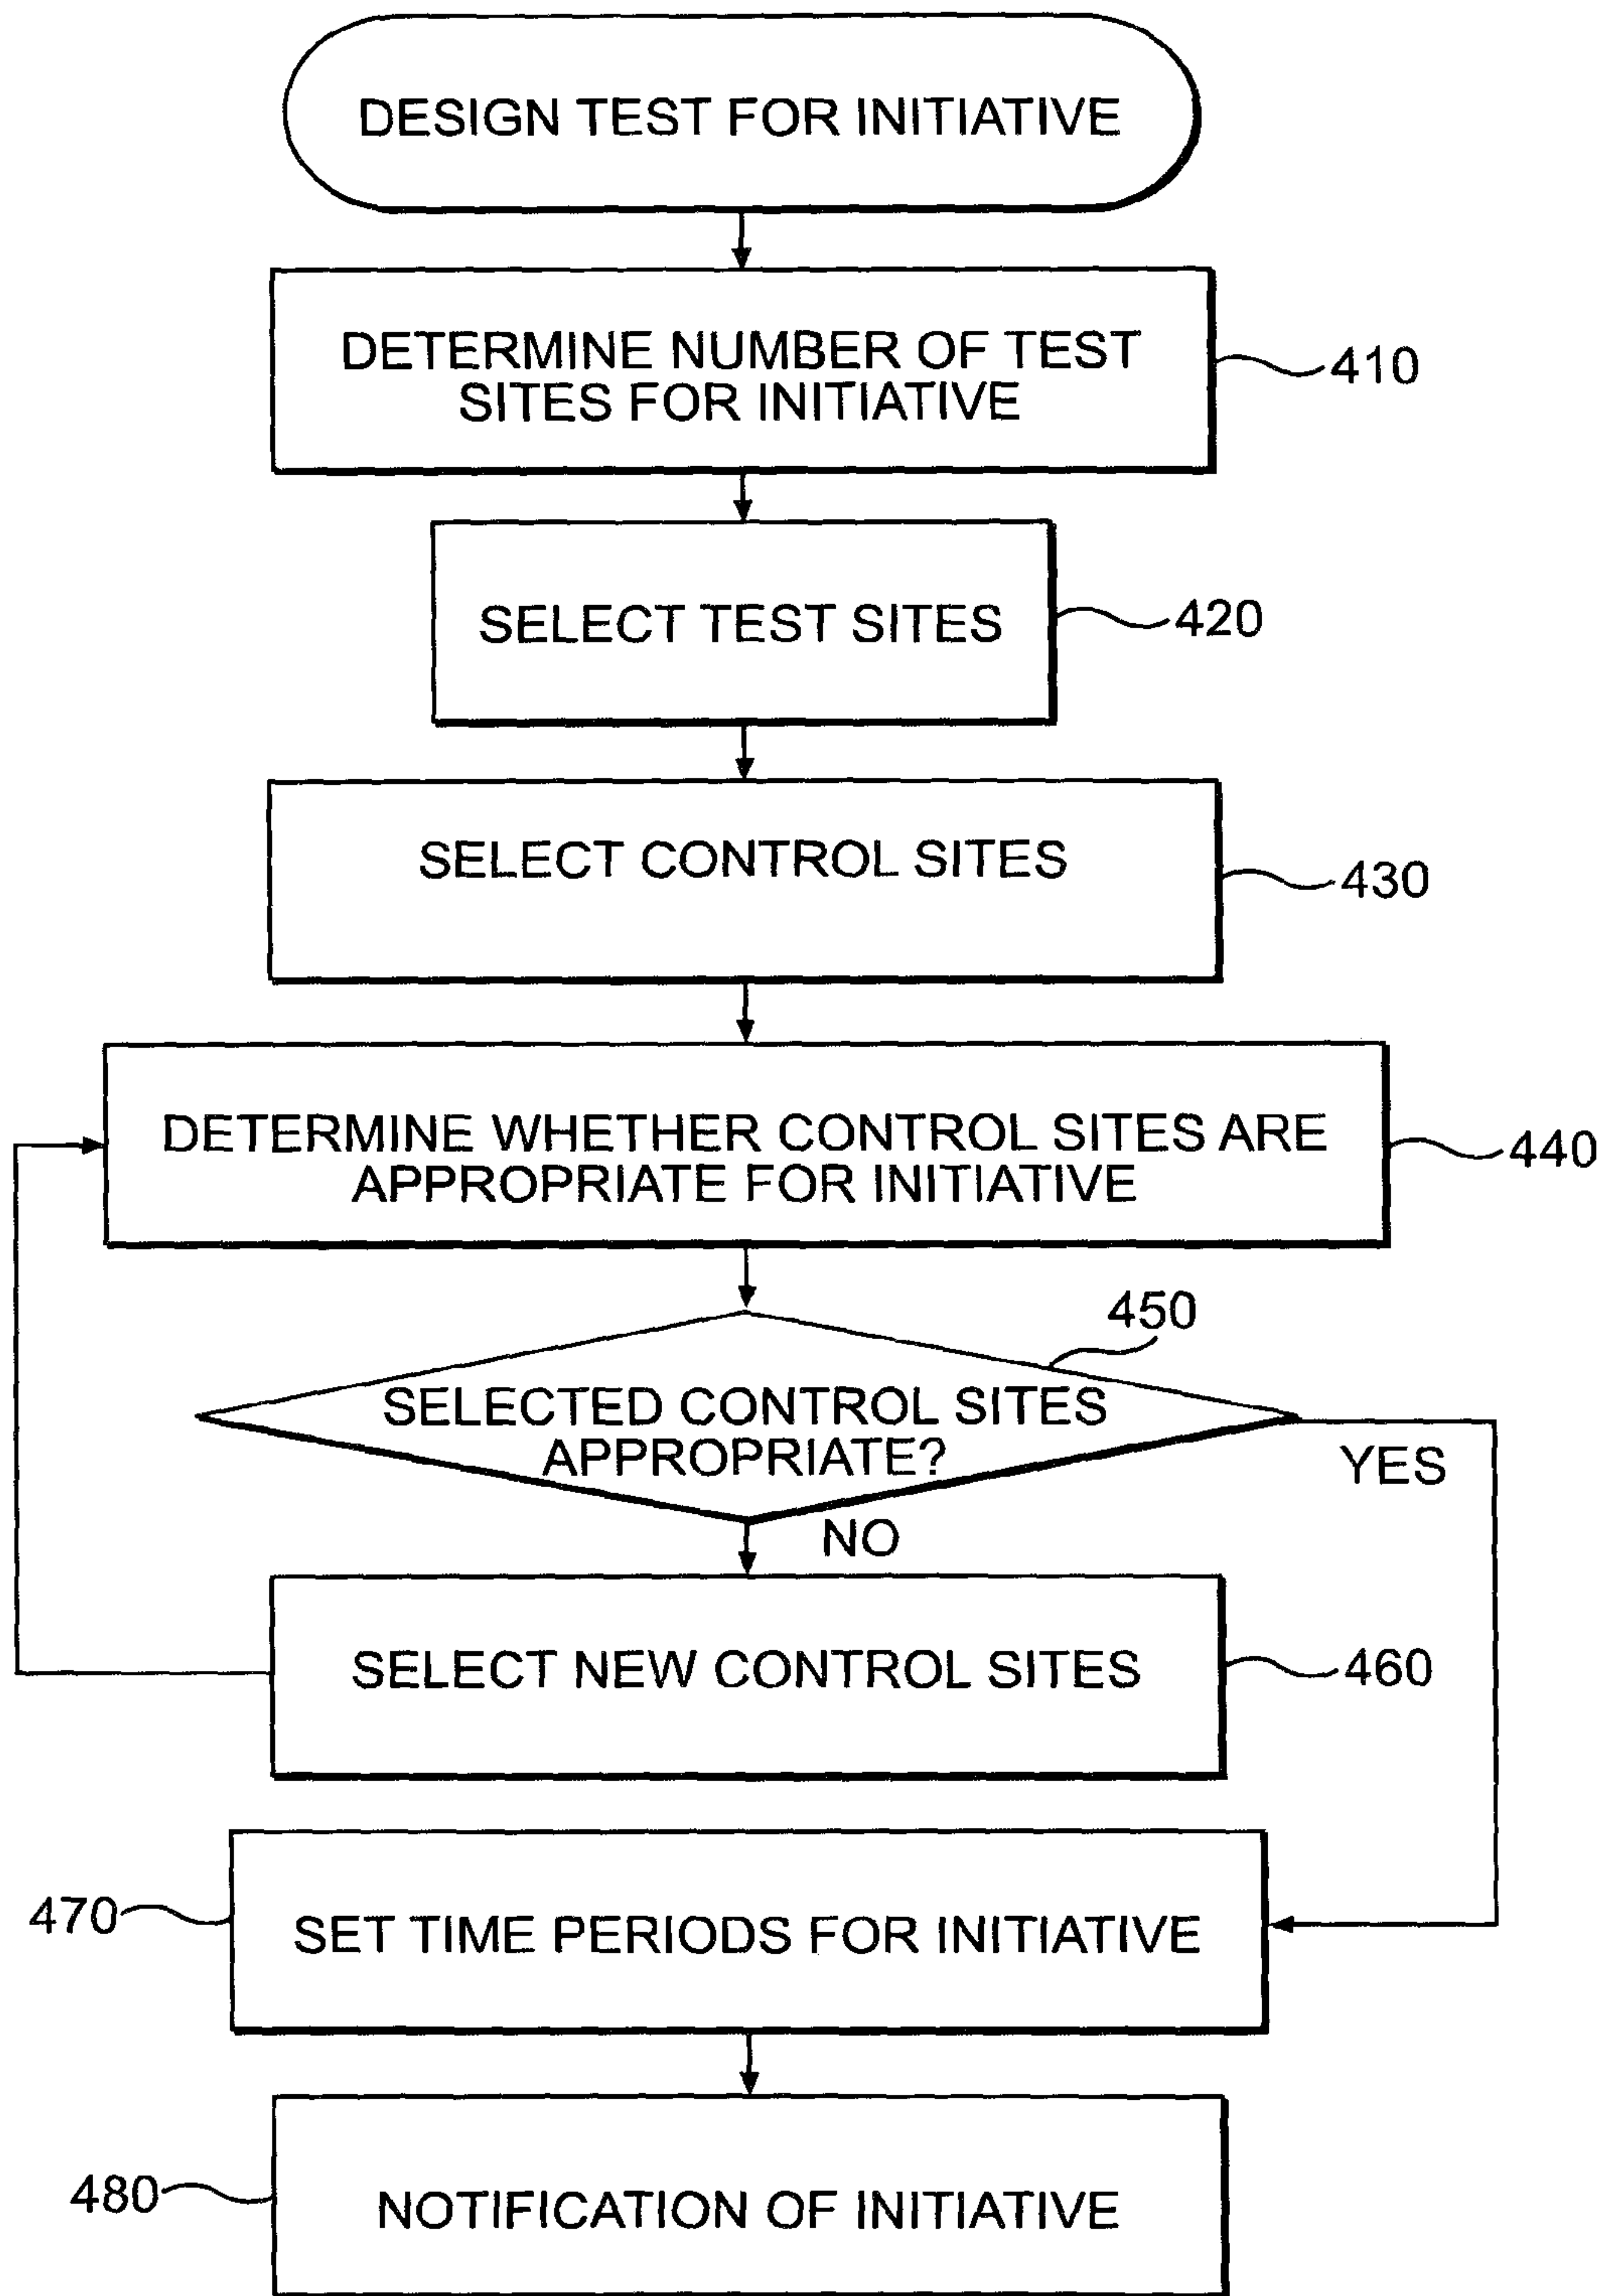 DESIGN TEST FOR INITIATIVE
DETERMINE NUMBER OF TEST
SITES FOR INITIATIVE
410
SELECT TEST SITES
420
SELECT CONTROL SITES
430
DETERMINE WHETHER CONTROL SITES ARE
APPROPRIATE FOR INITIATIVE
440
450
SELECTED CONTROL SITES
APPROPRIATE?
YES
NO
SELECT NEW CONTROL SITES
460
470
SET TIME PERIODS FOR INITIATIVE
480
NOTIFICATION OF INITIATIVE